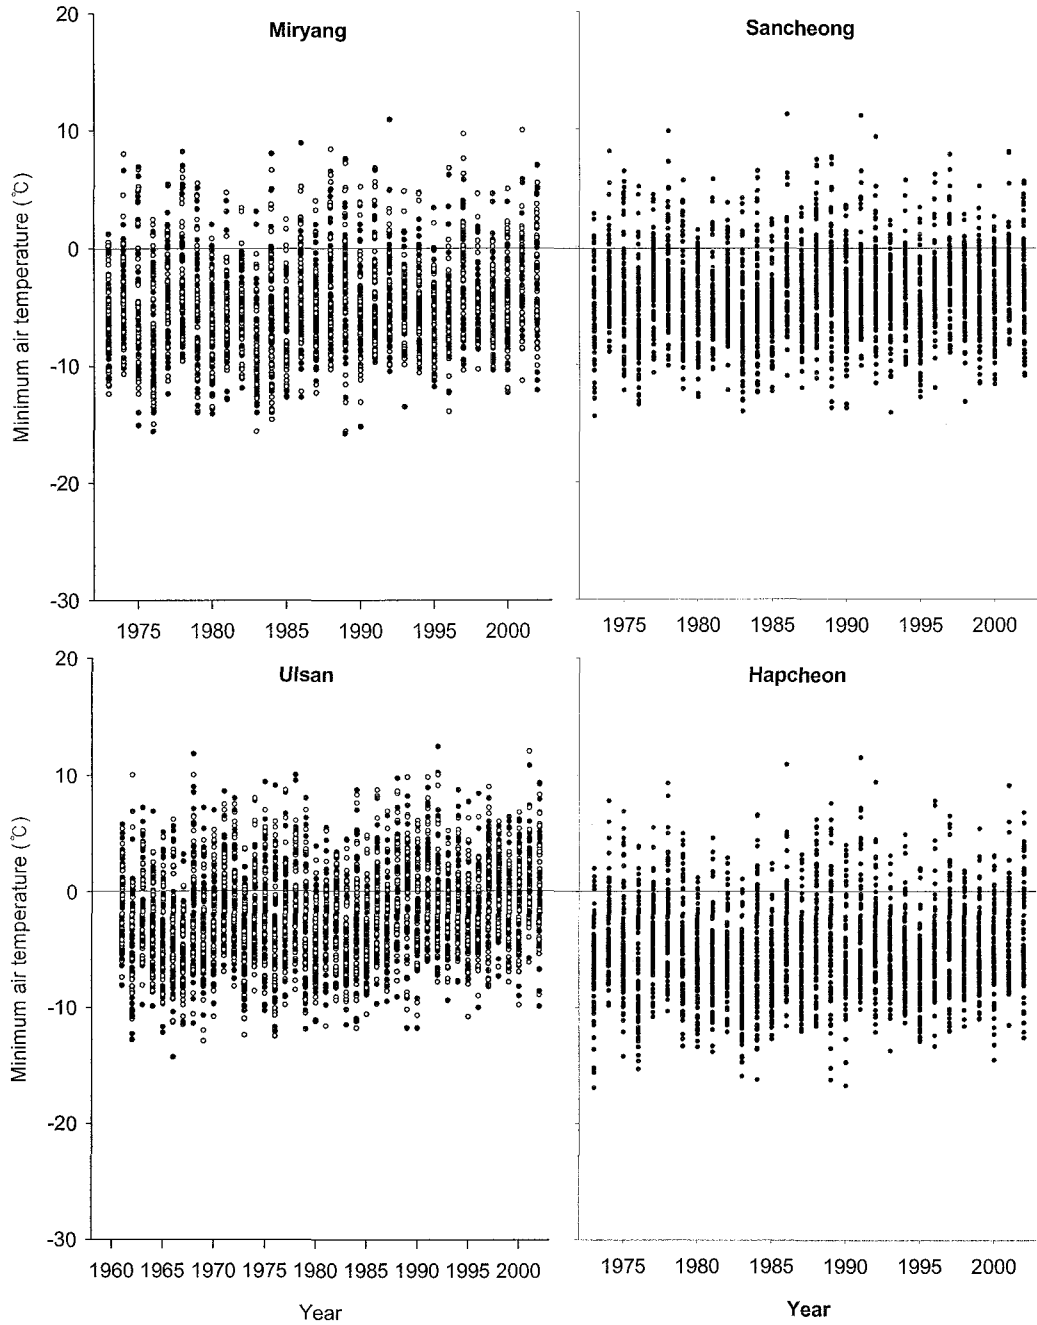 Miryang
Sancheong
20
10
0
-10
-20
-30
Minimum air temperature (℃)
1975 1980 1985 1990 1995 2000
1975 1980 1985 1990 1995 2000
Ulsan
Hapcheon
20
10
0
-10
-20
-30
Minimum air temperature (℃)
1960 1965 1970 1975 1980 1985 1990 1995 2000
1975 1980 1985 1990 1995 2000
Year
Year